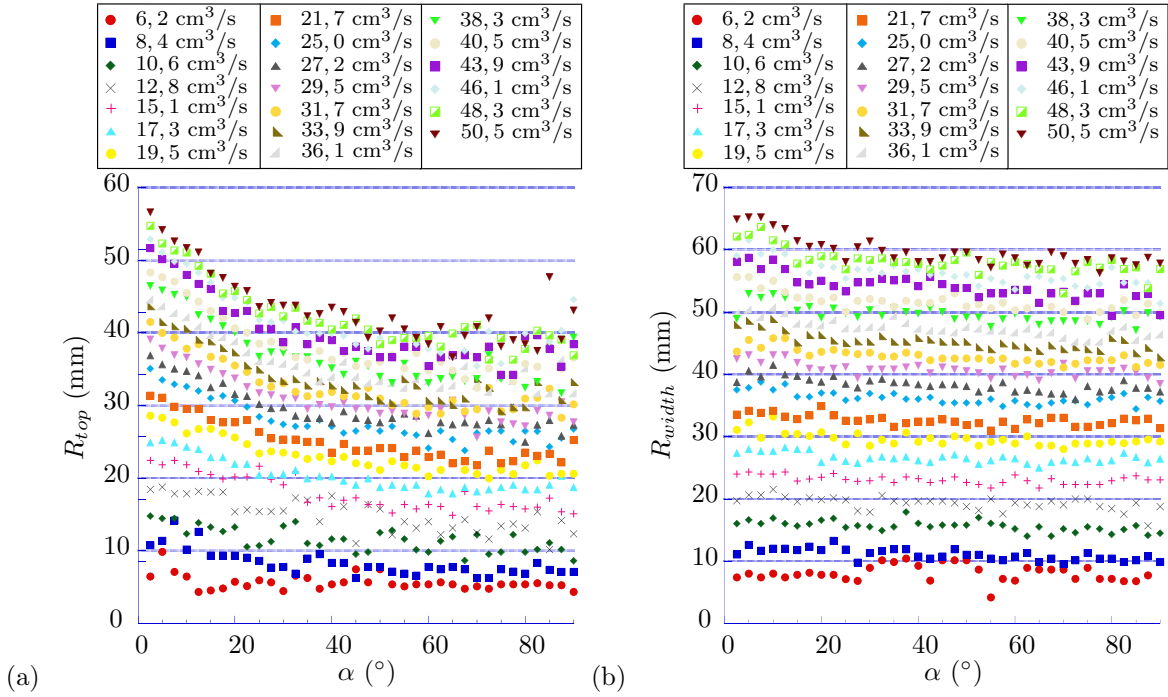 6,2 cm³/s 21,7 cm³/s 38,3 cm³/s
8,4 cm³/s 25,0 cm³/s 40,5 cm³/s
10,6 cm³/s 27,2 cm³/s 43,9 cm³/s
12,8 cm³/s 29,5 cm³/s 46,1 cm³/s
15,1 cm³/s 31,7 cm³/s 48,3 cm³/s
17,3 cm³/s 33,9 cm³/s 50,5 cm³/s
19,5 cm³/s 36,1 cm³/s
60
50
40
30
20
10
0
R_top (mm)
0 20 40 60 80
α (°)
(a)
6,2 cm³/s 21,7 cm³/s 38,3 cm³/s
8,4 cm³/s 25,0 cm³/s 40,5 cm³/s
10,6 cm³/s 27,2 cm³/s 43,9 cm³/s
12,8 cm³/s 29,5 cm³/s 46,1 cm³/s
15,1 cm³/s 31,7 cm³/s 48,3 cm³/s
17,3 cm³/s 33,9 cm³/s 50,5 cm³/s
19,5 cm³/s 36,1 cm³/s
70
60
50
40
30
20
10
0
R_width (mm)
0 20 40 60 80
α (°)
(b)